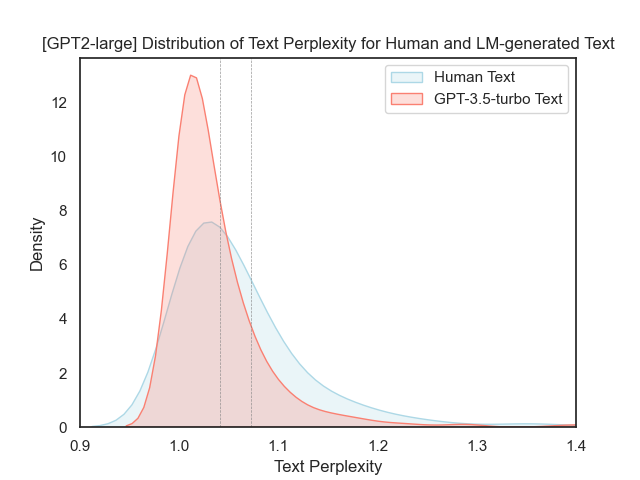 [GPT2-large] Distribution of Text Perplexity for Human and LM-generated Text
Human Text
GPT-3.5-turbo Text
Density
12
10
8
6
4
2
0
0.9 1.0 1.1 1.2 1.3 1.4
Text Perplexity